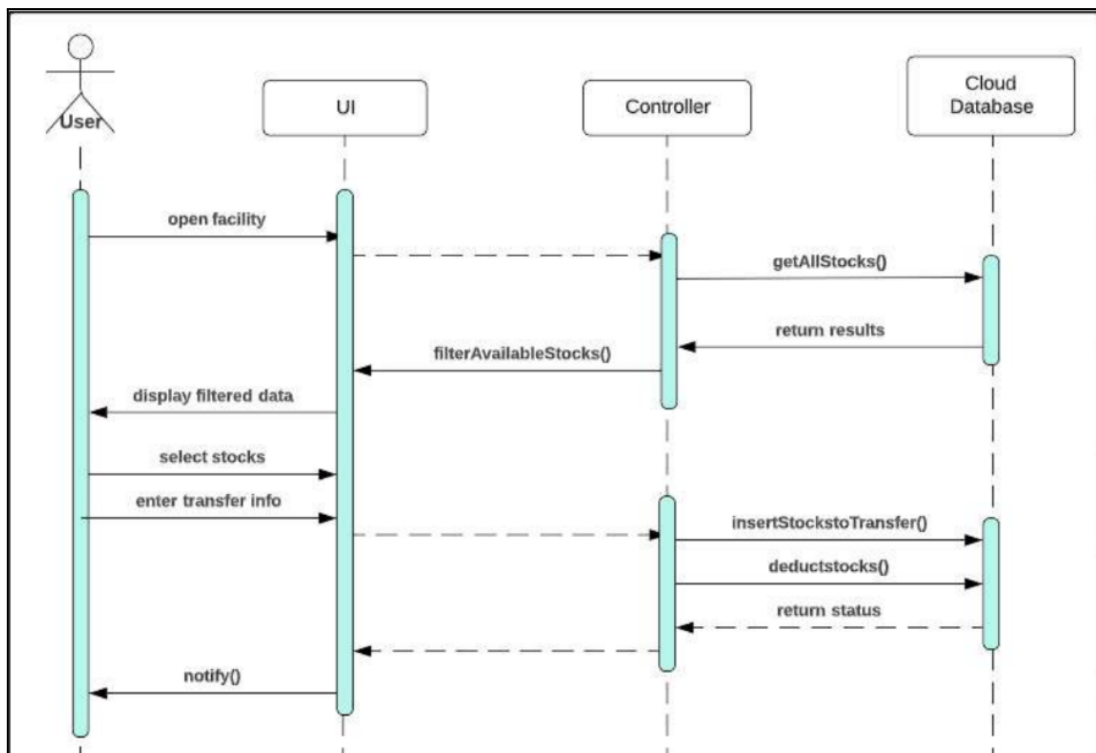 User
UI
Controller
Cloud
Database
open facility
getAllStocks()
return results
filterAvailableStocks()
display filtered data
select stocks
enter transfer info
insertStockstoTransfer()
deductstocks()
return status
notify()